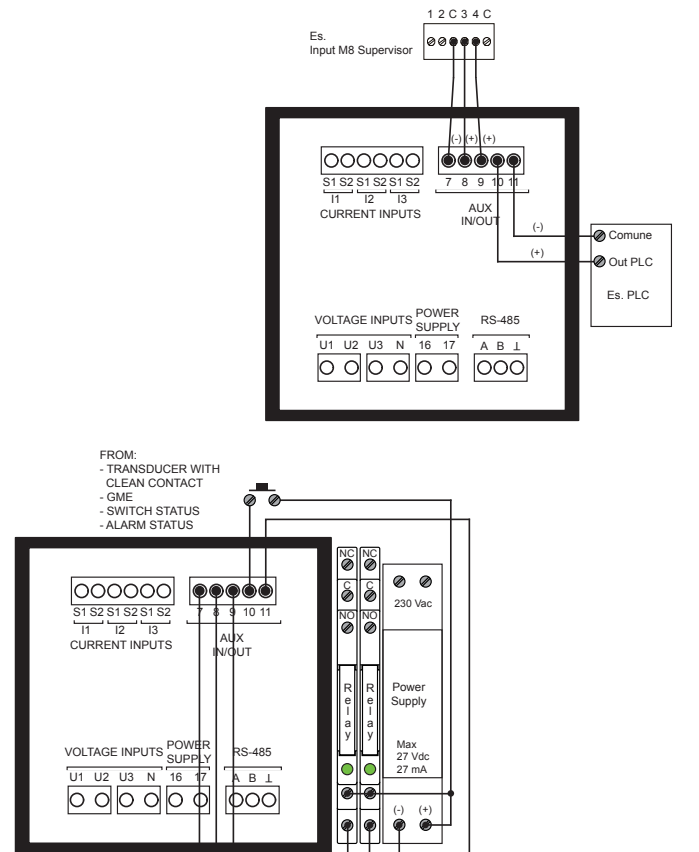 1 2 C 3 4 C
Es.
Input M8 Supervisor
(-) (+) (+)
S1 S2 S1 S2 S1 S2
7 8 9 10 11
I1 I2 I3
CURRENT INPUTS
AUX
IN/OUT
(-)
Comune
(+)
Out PLC
Es. PLC
VOLTAGE INPUTS
POWER
SUPPLY
RS-485
U1 U2 U3 N 16 17 A B ⊥
FROM:
- TRANSDUCER WITH
CLEAN CONTACT
- GME
- SWITCH STATUS
- ALARM STATUS
NC NC
C C
230 Vac
NO NO
S1 S2 S1 S2 S1 S2
7 8 9 10 11
I1 I2 I3
CURRENT INPUTS
AUX
IN/OUT
Relay
Relay
Power
Supply
Max
27 Vdc
27 mA
VOLTAGE INPUTS
POWER
SUPPLY
RS-485
U1 U2 U3 N 16 17 A B ⊥
(-) (+)